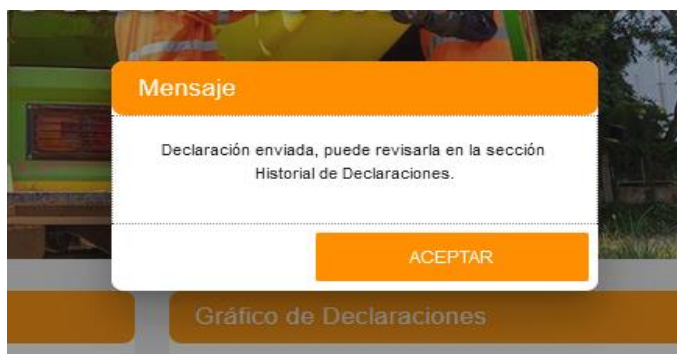 Mensaje
Declaración enviada, puede revisarla en la sección
Historial de Declaraciones.
ACEPTAR
Gráfico de Declaraciones